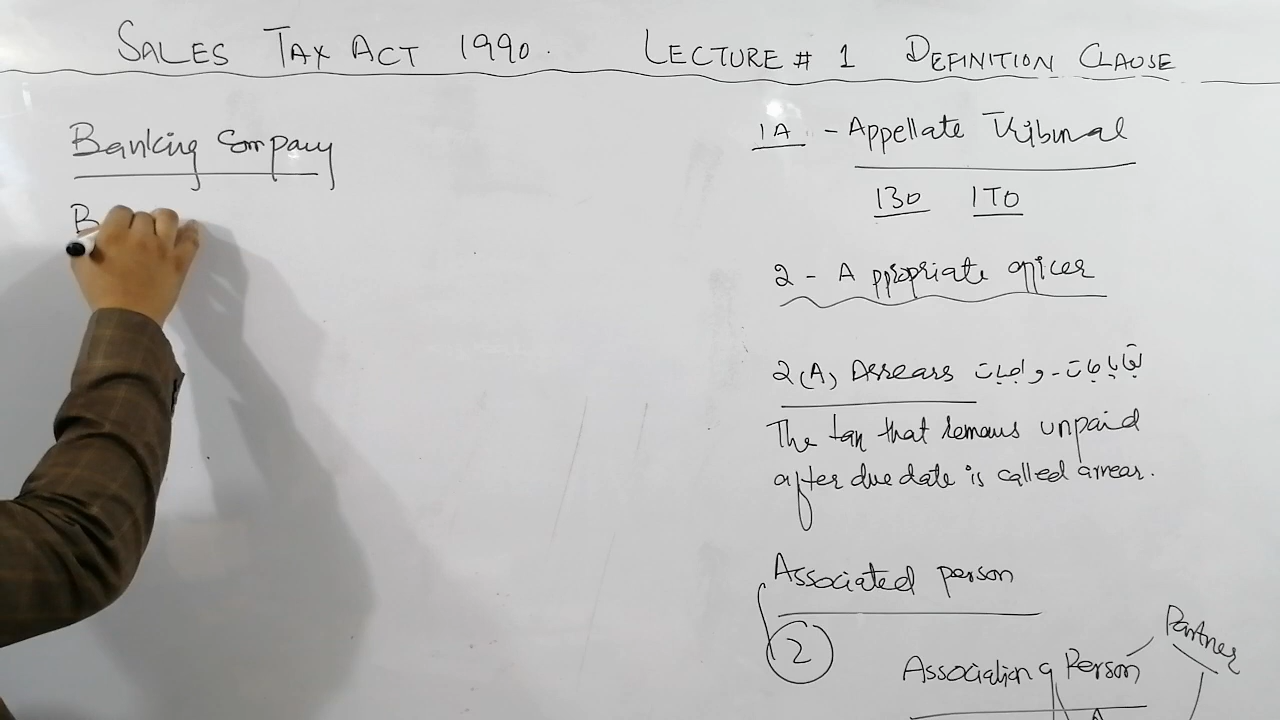 SALES TAX ACT 1990. LECTURE # 1 DEFINITION CLAUSE
Banking Company
B
1A - Appellate Tribunal
130 ITO
2 - Appropriate officer
2(A) Arrears بقایاجات - واجبات
The tax that remains unpaid
after due date is called arrear.
Associated person
2
Partner
Association of Person
A